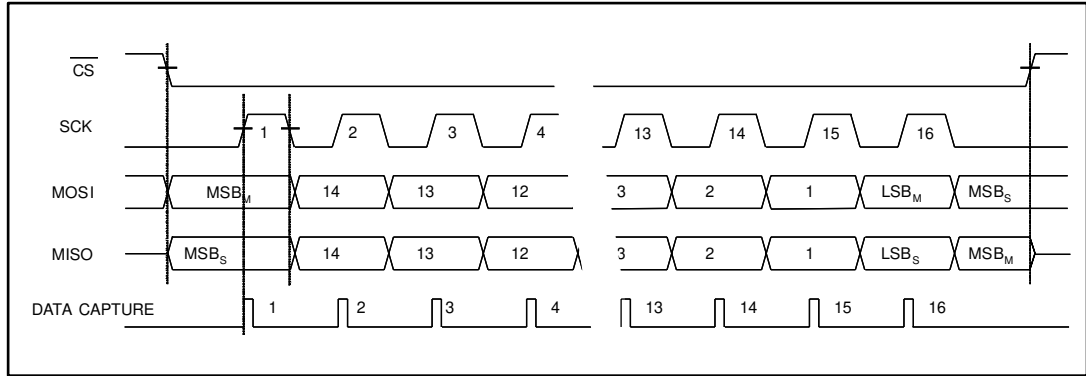 CS
SCK 1 2 3 4 13 14 15 16
MOSI MSBM 14 13 12 3 2 1 LSBM MSBS
MISO MSBS 14 13 12 3 2 1 LSBS MSBM
DATA CAPTURE 1 2 3 4 13 14 15 16